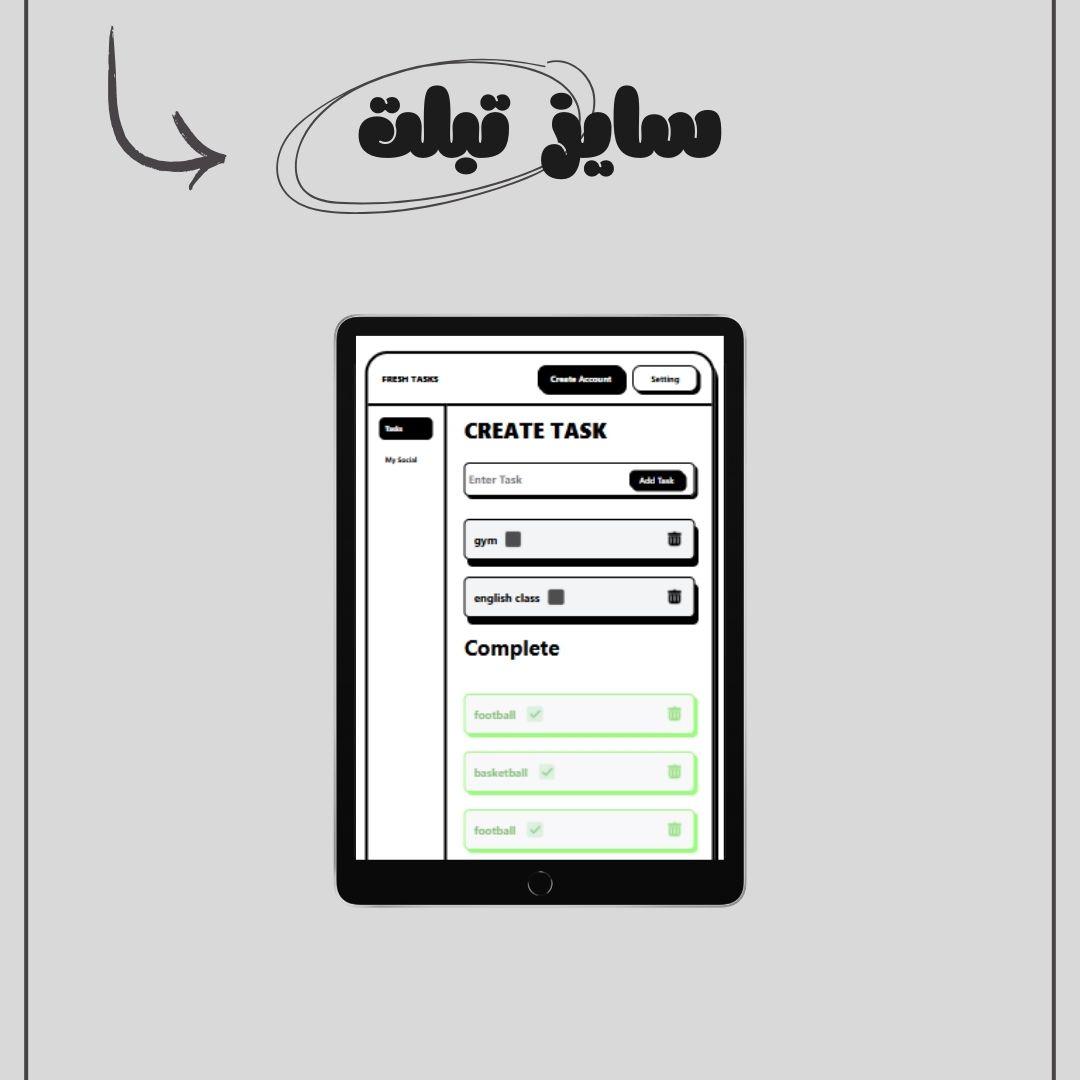 سایز تبلت
FRESH TASKS
Create Account
Setting
Tasks
My Social
CREATE TASK
Enter Task
Add Task
gym
english class
Complete
football
basketball
football